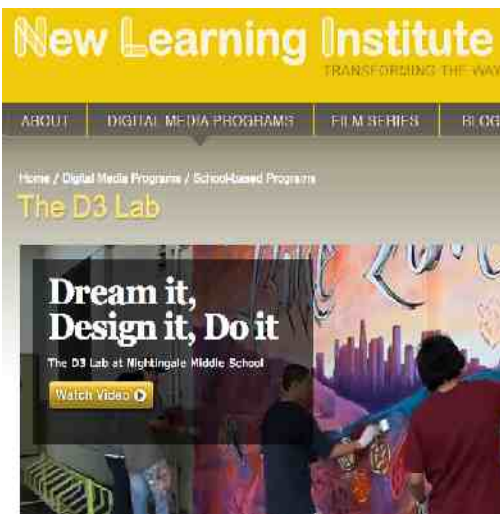 New Learning Institute
TRANSFORMING THE WAY
ABOUT
DIGITAL MEDIA PROGRAMS
FILM SERIES
BLOG
Home / Digital Media Programs / School-based Programs
The D3 Lab
Dream it,
Design it, Do it
The D3 Lab at Nightingale Middle School
Watch Video